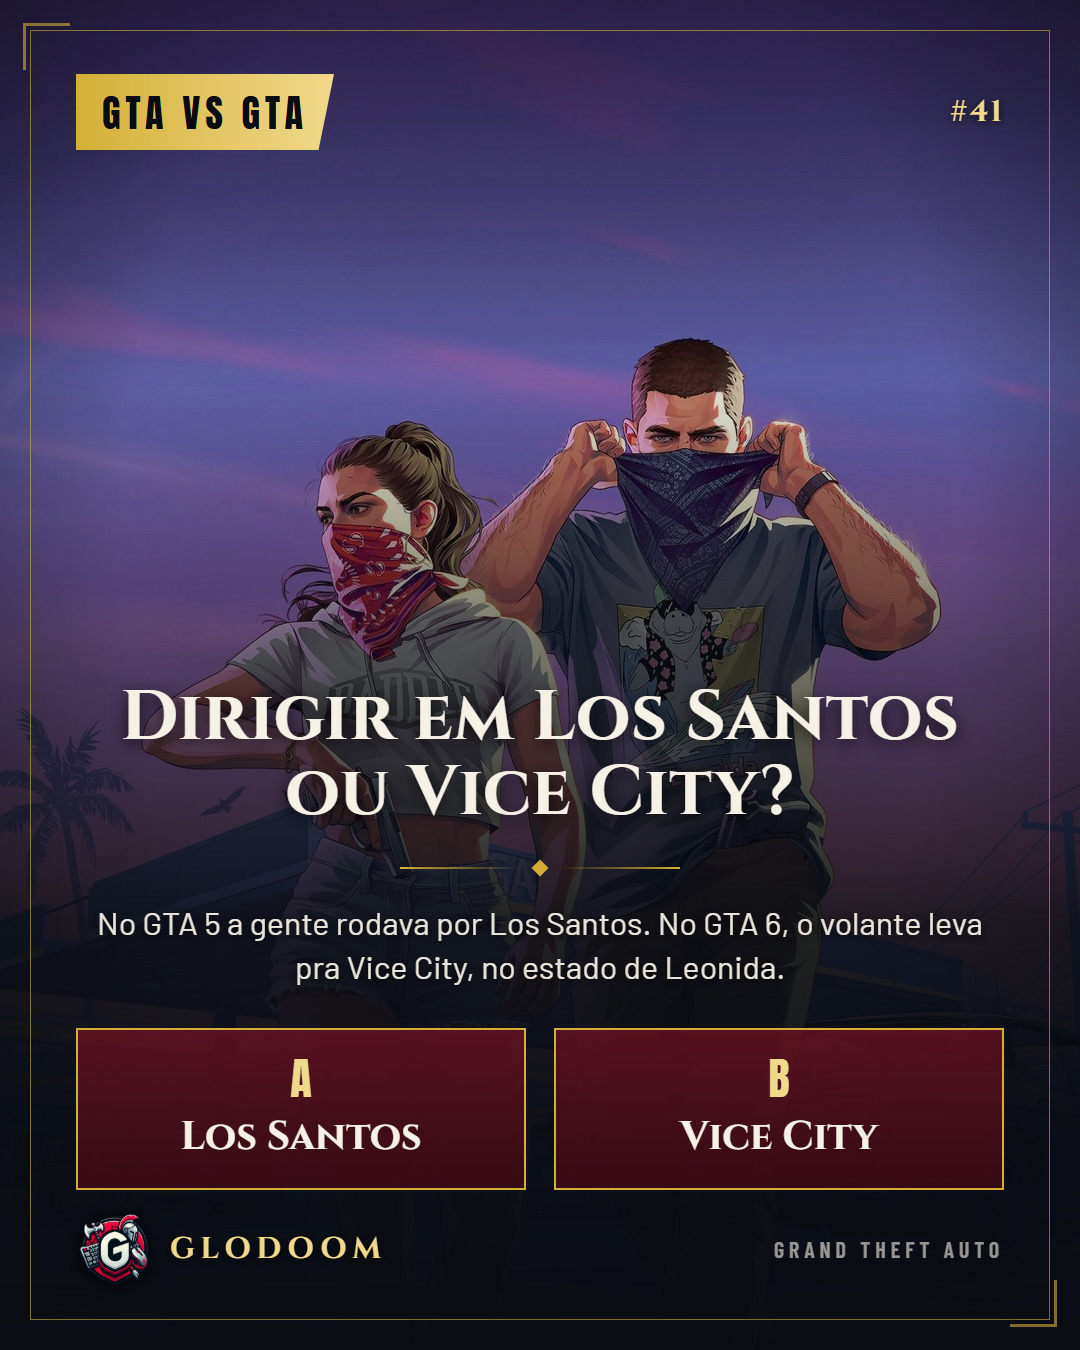 GTA VS GTA
#41
Dirigir em Los Santos
ou Vice City?
No GTA 5 a gente rodava por Los Santos. No GTA 6, o volante leva
pra Vice City, no estado de Leonida.
A
Los Santos
B
Vice City
G
GLODOOM
GRAND THEFT AUTO